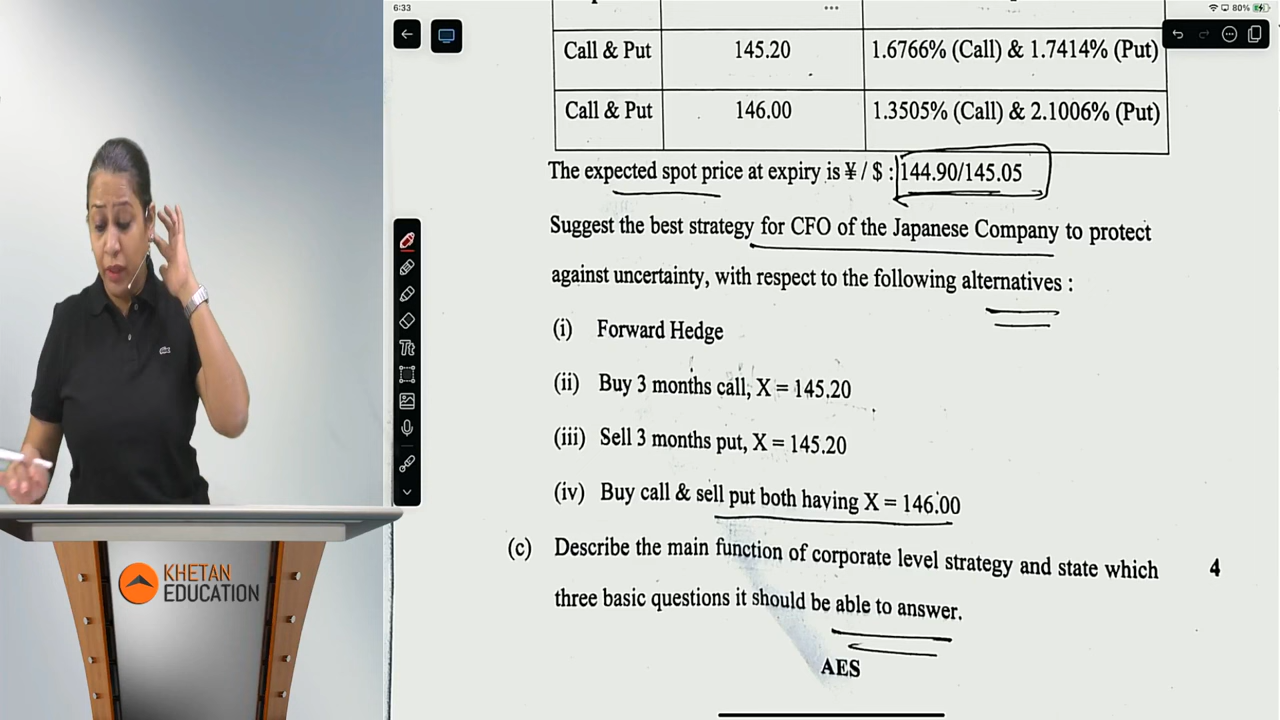 6:33
80%
Call & Put 145.20 1.6766% (Call) & 1.7414% (Put)
Call & Put 146.00 1.3505% (Call) & 2.1006% (Put)
The expected spot price at expiry is ¥ / $ : 144.90/145.05
Suggest the best strategy for CFO of the Japanese Company to protect
against uncertainty, with respect to the following alternatives :
(i) Forward Hedge
(ii) Buy 3 months call, X = 145.20
(iii) Sell 3 months put, X = 145.20
(iv) Buy call & sell put both having X = 146.00
(c) Describe the main function of corporate level strategy and state which 4
three basic questions it should be able to answer.
AES
Tt
KHETAN
EDUCATION